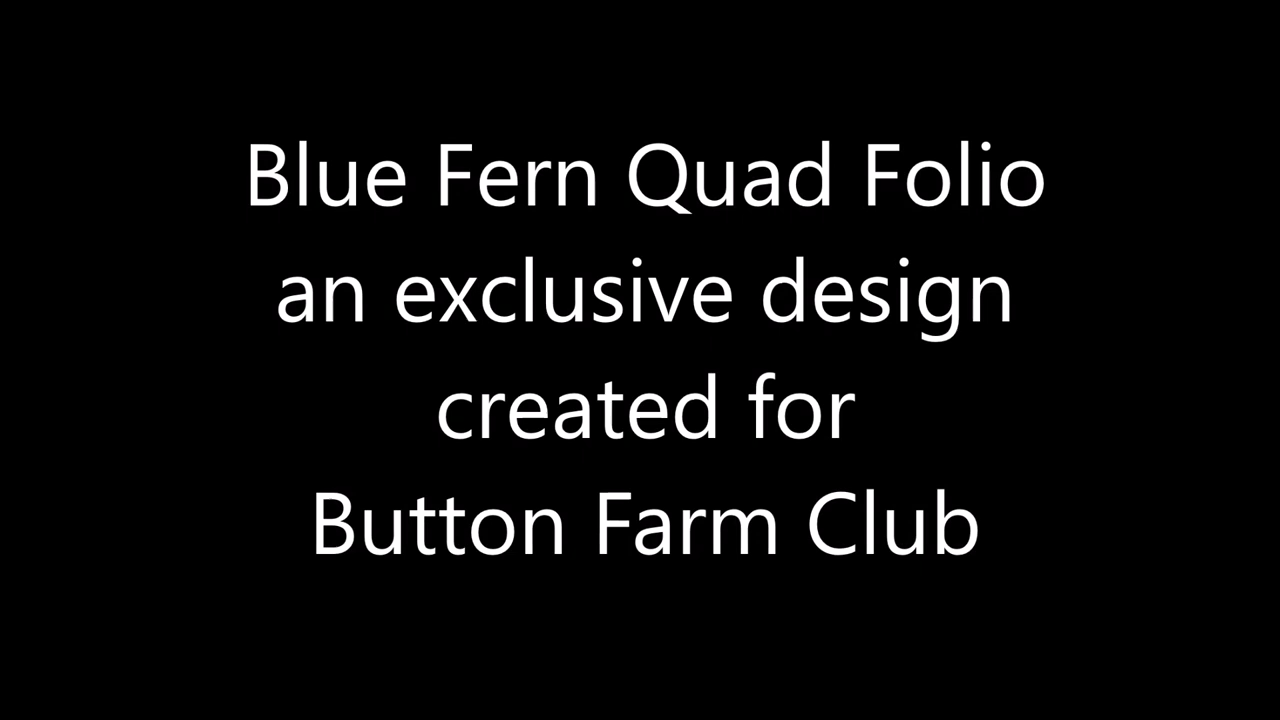 Blue Fern Quad Folio
an exclusive design
created for
Button Farm Club